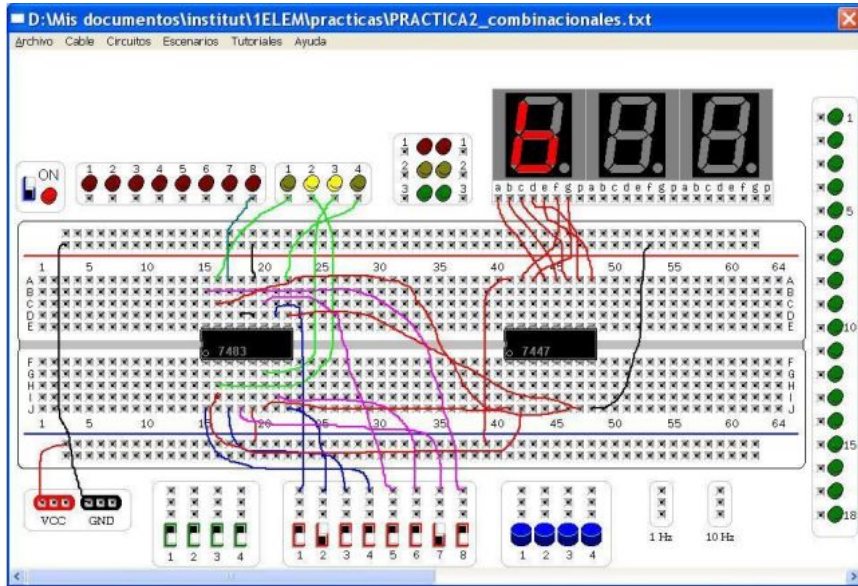 D:\Mis documentos\institut\1ELEM\practicas\PRACTICA2_combinacionales.txt
Archivo Cable Circuitos Escenarios Tutoriales Ayuda
ON
1 2 3 4 5 6 7 8
1 2 3 4
1 1
2 2
3 3
a b c d e f g p a b c d e f g p a b c d e f g p
1
5
10
15
18
1 5 10 15 20 25 30 35 40 45 50 55 60 64
A A
B B
C C
D D
E E
7483 7447
F F
G G
H H
I I
J J
1 5 10 15 20 25 30 35 40 45 50 55 60 64
VCC GND
1 2 3 4
1 2 3 4 5 6 7 8
1 2 3 4
1 Hz 10 Hz